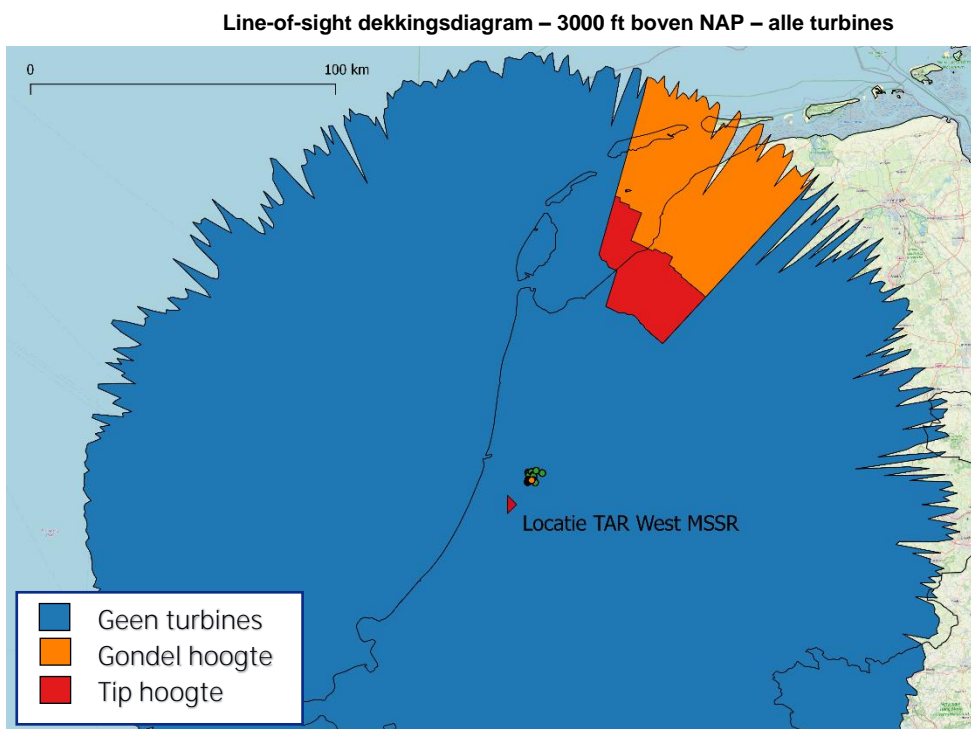 Line-of-sight dekkingsdiagram – 3000 ft boven NAP – alle turbines
0
100 km
Locatie TAR West MSSR
Geen turbines
Gondel hoogte
Tip hoogte